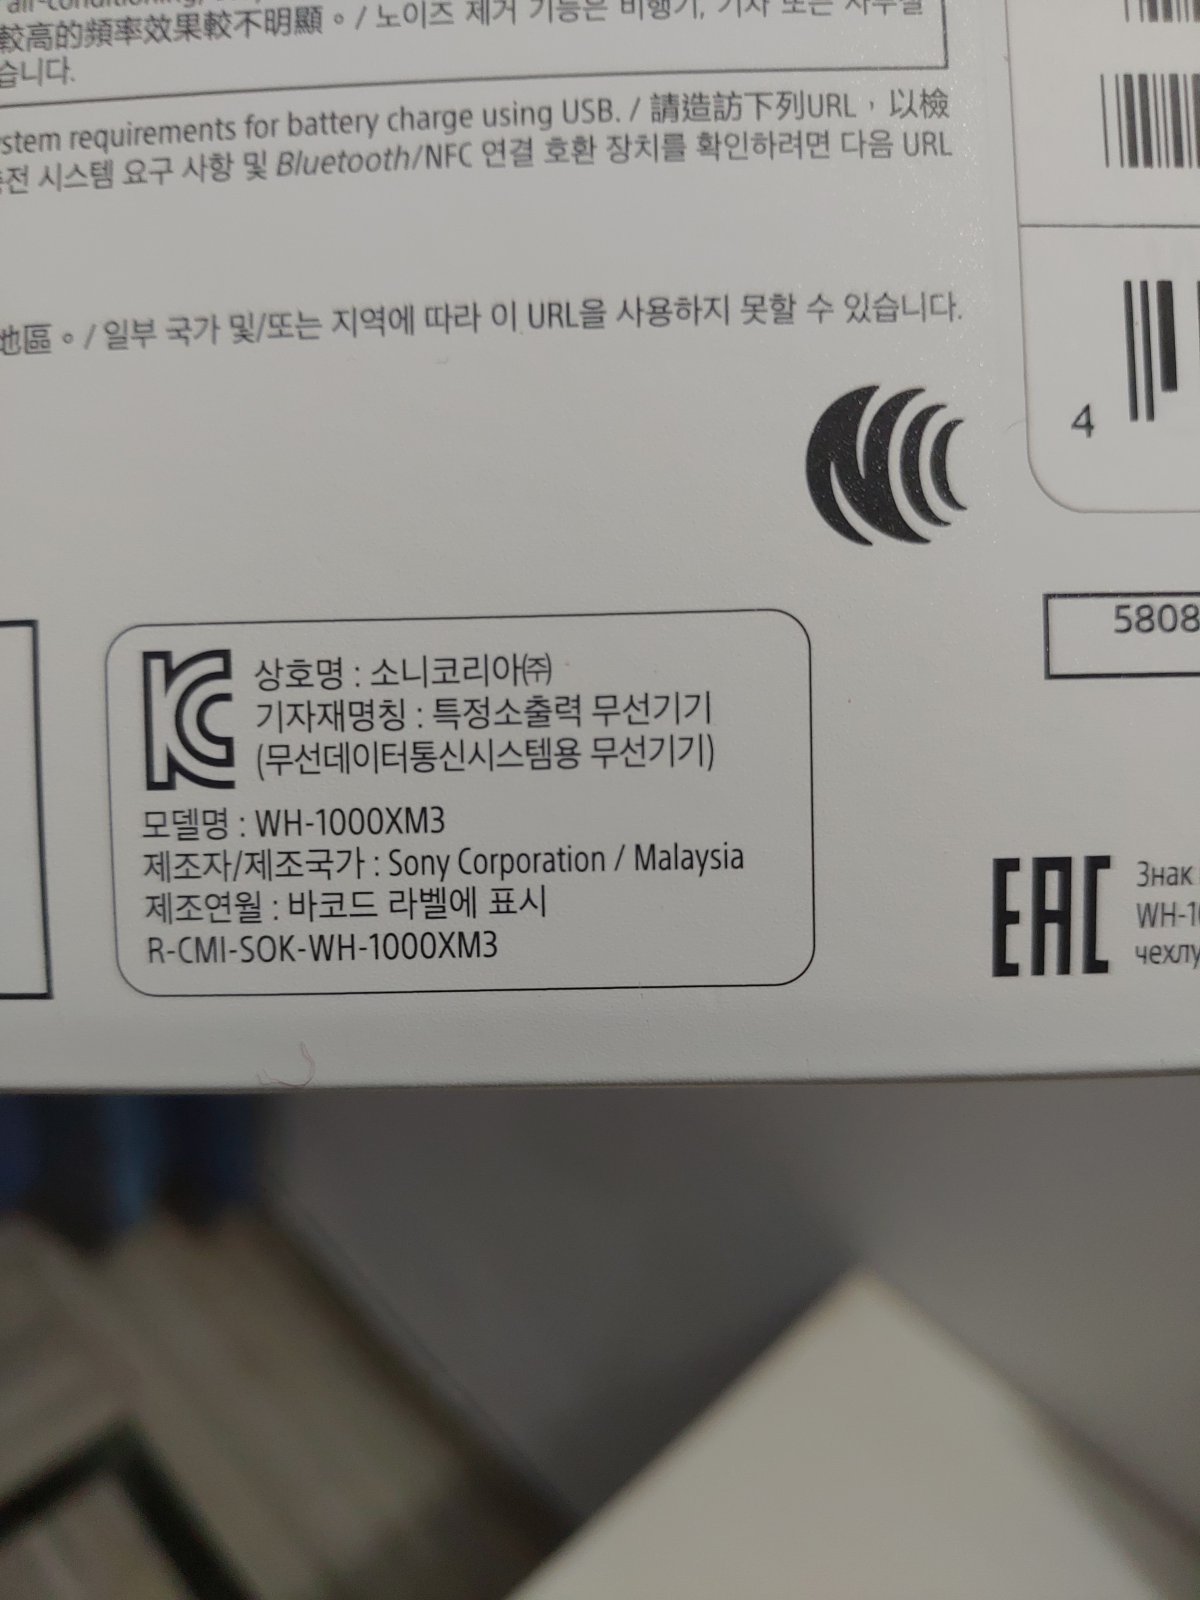 air-conditioning,
較高的頻率效果較不明顯。/ 노이즈 제거 기능은 비행기, 기차 또는 사무실
습니다.
stem requirements for battery charge using USB. / 請造訪下列URL，以檢
충전 시스템 요구 사항 및 Bluetooth/NFC 연결 호환 장치를 확인하려면 다음 URL
地區。/ 일부 국가 및/또는 지역에 따라 이 URL을 사용하지 못할 수 있습니다.
4
5808
상호명 : 소니코리아㈜
기자재명칭 : 특정소출력 무선기기
(무선데이터통신시스템용 무선기기)
모델명 : WH-1000XM3
제조자/제조국가 : Sony Corporation / Malaysia
제조연월 : 바코드 라벨에 표시
R-CMI-SOK-WH-1000XM3
EAC
Знак
WH-10
чехлу